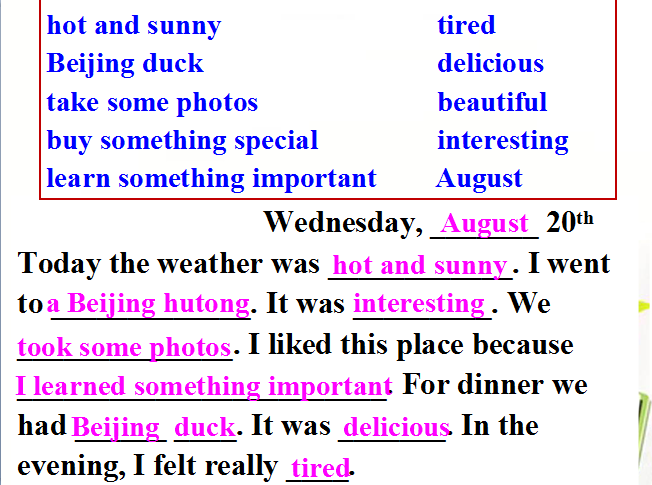 hot and sunny tired
Beijing duck delicious
take some photos beautiful
buy something special interesting
learn something important August
Wednesday, August 20th
Today the weather was hot and sunny. I went
to a Beijing hutong. It was interesting. We
took some photos. I liked this place because
I learned something important. For dinner we
had Beijing duck. It was delicious. In the
evening, I felt really tired.